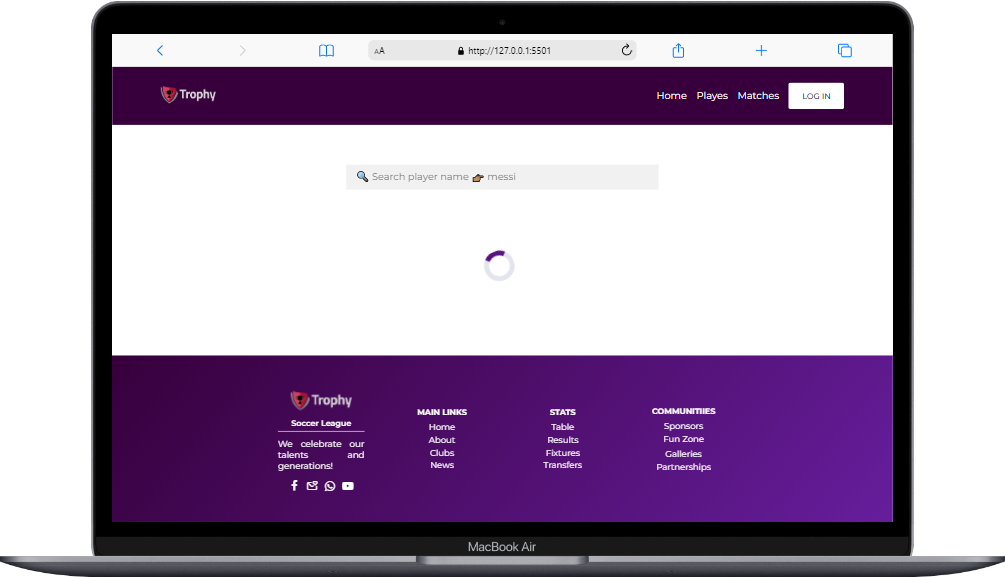 AA http://127.0.0.1:5501
Trophy
Home Playes Matches LOG IN
Search player name 👉 messi
Trophy
Soccer League
We celebrate our
talents and
generations!
MAIN LINKS
Home
About
Clubs
News
STATS
Table
Results
Fixtures
Transfers
COMMUNITIIES
Sponsors
Fun Zone
Galleries
Partnerships
MacBook Air